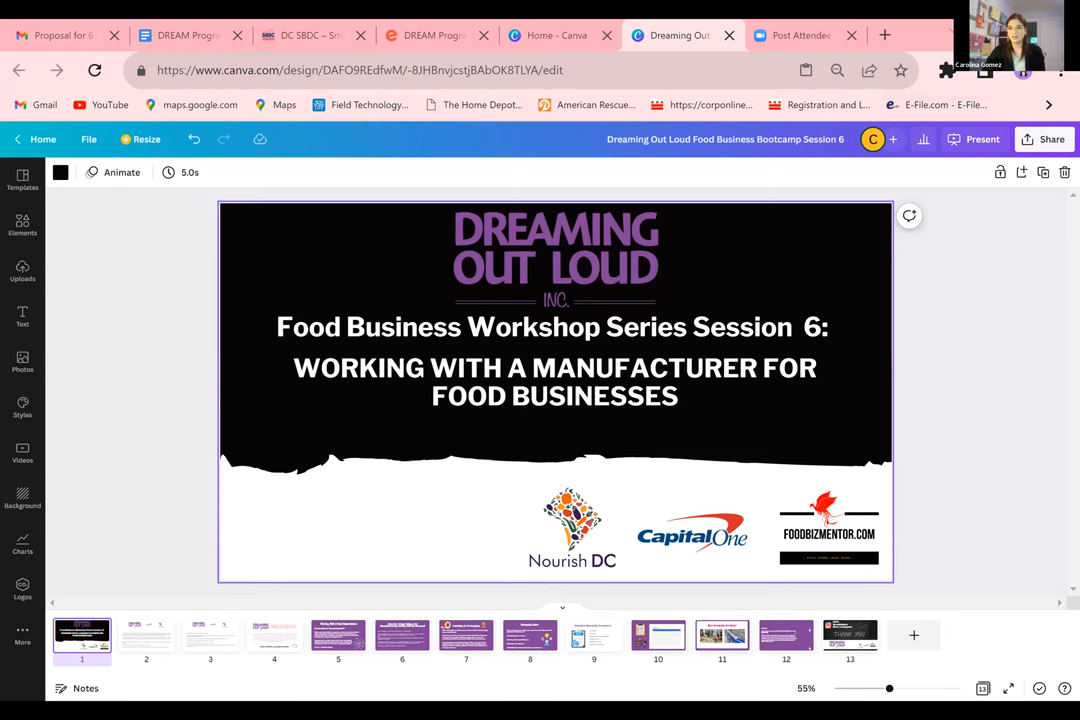 Proposal for 6
DREAM Progra
DC SBDC – Sm
DREAM Progra
Home - Canva
Dreaming Out
Post Attendee
Carolina Gomez
https://www.canva.com/design/DAFO9REdfwM/-8JHBnvjcstjBAbOK8TLYA/edit
Gmail
YouTube
maps.google.com
Maps
Field Technology...
The Home Depot...
American Rescue...
https://corponline...
Registration and L...
E-File.com - E-File...
Home
File
Resize
Dreaming Out Loud Food Business Bootcamp Session 6
C
Present
Share
Animate
5.0s
Templates
Elements
Uploads
Text
Photos
Styles
Videos
Background
Charts
Logos
More
DREAMING
OUT LOUD
INC.
Food Business Workshop Series Session 6:
WORKING WITH A MANUFACTURER FOR
FOOD BUSINESSES
Nourish DC
Capital One
FOODBIZMENTOR.COM
1
2
3
4
5
6
7
8
9
10
11
12
13
THANK YOU
Notes
55%
13